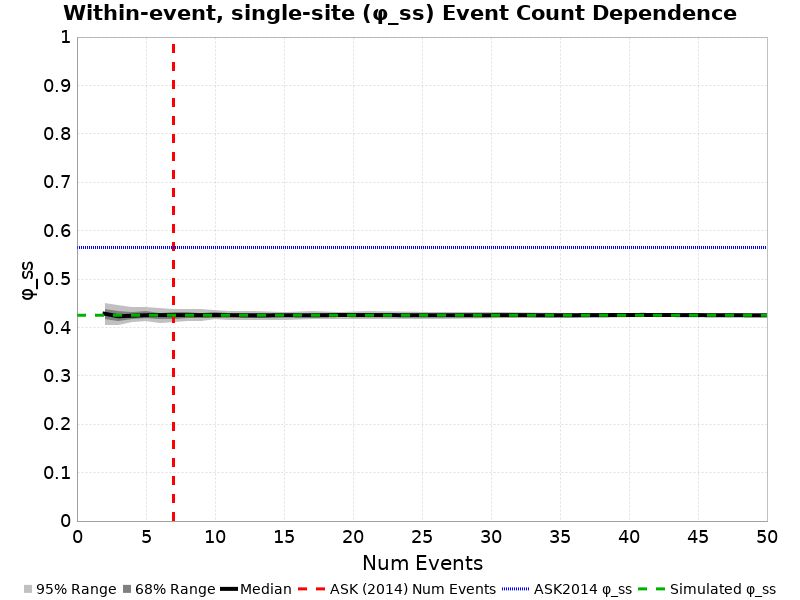 Within-event, single-site (φ_ss) Event Count Dependence
1
0.9
0.8
0.7
0.6
0.5
0.4
0.3
0.2
0.1
0
φ_ss
0 5 10 15 20 25 30 35 40 45 50
Num Events
95% Range 68% Range Median ASK (2014) Num Events ASK2014 φ_ss Simulated φ_ss